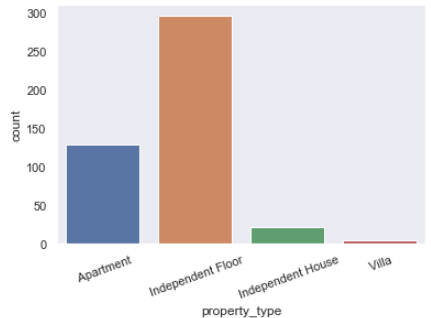 300
250
200
150
100
50
0
count
Apartment
Independent Floor
Independent House
Villa
property_type